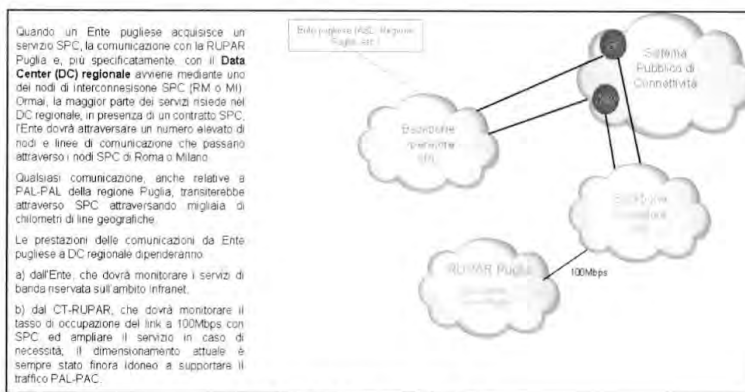 Quando un Ente pugliese acquisisce un
servizio SPC, la comunicazione con la RUPAR
Puglia e, più specificatamente, con il Data
Center (DC) regionale avviene mediante uno
dei nodi di interconnesisone SPC (RM o MI).
Ormai, la maggior parte dei servizi risiede nel
DC regionale, in presenza di un contratto SPC,
l'Ente dovrà attraversare un numero elevato di
nodi e linee di comunicazione che passano
attraverso i nodi SPC di Roma o Milano.
Qualsiasi comunicazione, anche relative a
PAL-PAL della regione Puglia, transiterebbe
attraverso SPC attraversando migliaia di
chilometri di line geografiche.
Le prestazioni delle comunicazioni da Ente
pugliese a DC regionale dipenderanno:
a) dall'Ente, che dovrà monitorare i servizi di
banda riservata sull'ambito Infranet;
b) dal CT-RUPAR, che dovrà monitorare il
tasso di occupazione del link a 100Mbps con
SPC ed ampliare il servizio in caso di
necessità; il dimensionamento attuale è
sempre stato finora idoneo a supportare il
traffico PAL-PAC.
Ente pugliese (ASL, Regione
Puglia,
Sistema
Pubblico di
Connettività
Backbone
operatore
Backbone
RUPAR Puglia
100Mbps